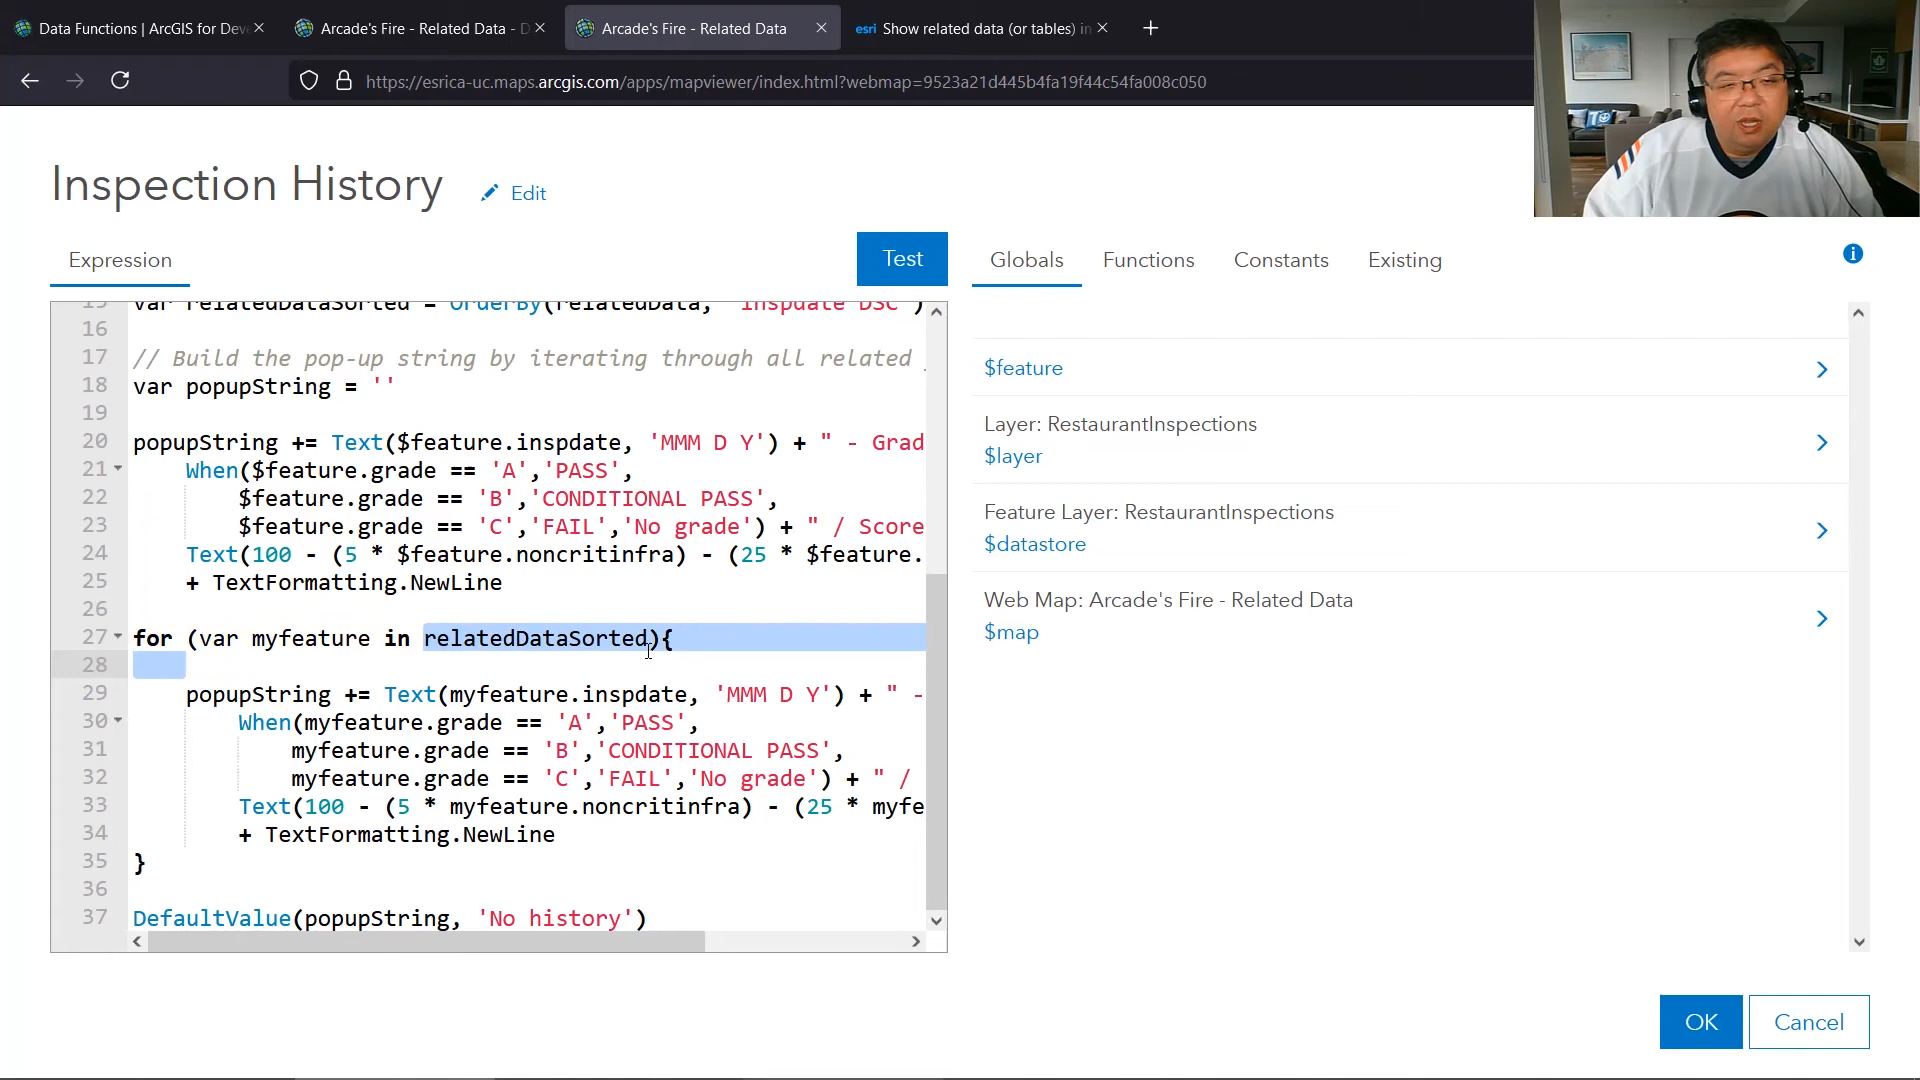 Data Functions | ArcGIS for Deve
Arcade's Fire - Related Data - D
Arcade's Fire - Related Data
esri Show related data (or tables) in
https://esrica-uc.maps.arcgis.com/apps/mapviewer/index.html?webmap=9523a21d445b4fa19f44c54fa008c050
Inspection History
Edit
Expression
Test
Globals
Functions
Constants
Existing
15 var relatedDataSorted = OrderBy(relatedData, 'inspdate DSC')
16
17 // Build the pop-up string by iterating through all related
18 var popupString = ''
19
20 popupString += Text($feature.inspdate, 'MMM D Y') + " - Grad
21 When($feature.grade == 'A','PASS',
22 $feature.grade == 'B','CONDITIONAL PASS',
23 $feature.grade == 'C','FAIL','No grade') + " / Score
24 Text(100 - (5 * $feature.noncritinfra) - (25 * $feature.
25 + TextFormatting.NewLine
26
27 for (var myfeature in relatedDataSorted){
28
29 popupString += Text(myfeature.inspdate, 'MMM D Y') + " -
30 When(myfeature.grade == 'A','PASS',
31 myfeature.grade == 'B','CONDITIONAL PASS',
32 myfeature.grade == 'C','FAIL','No grade') + " /
33 Text(100 - (5 * myfeature.noncritinfra) - (25 * myfe
34 + TextFormatting.NewLine
35 }
36
37 DefaultValue(popupString, 'No history')
$feature
Layer: RestaurantInspections
$layer
Feature Layer: RestaurantInspections
$datastore
Web Map: Arcade's Fire - Related Data
$map
OK
Cancel